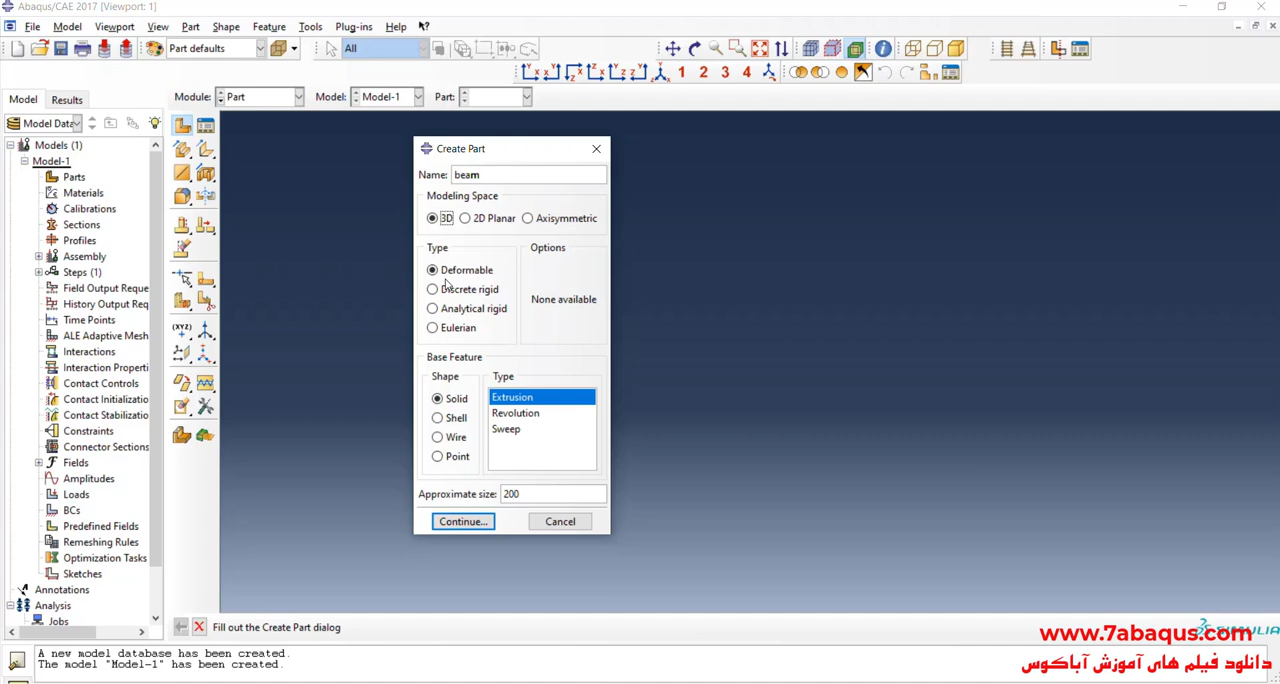 Abaqus/CAE 2017 [Viewport: 1]
File Model Viewport View Part Shape Feature Tools Plug-ins Help
Part defaults All
1 2 3 4
Model Results Module: Part Model: Model-1 Part:
Model Data
Models (1)
Model-1
Parts
Materials
Calibrations
Sections
Profiles
Assembly
Steps (1)
Field Output Reque
History Output Req
Time Points
ALE Adaptive Mesh
Interactions
Interaction Properti
Contact Controls
Contact Initializatio
Contact Stabilizatio
Constraints
Connector Sections
Fields
Amplitudes
Loads
BCs
Predefined Fields
Remeshing Rules
Optimization Tasks
Sketches
Annotations
Analysis
Jobs
(XYZ)
Create Part
Name: beam
Modeling Space
3D 2D Planar Axisymmetric
Type Options
Deformable
Discrete rigid
Analytical rigid
Eulerian
None available
Base Feature
Shape Type
Solid
Shell
Wire
Point
Extrusion
Revolution
Sweep
Approximate size: 200
Continue... Cancel
Fill out the Create Part dialog
SIMULIA
www.7abaqus.com
دانلود فیلم های آموزش آباکوس
A new model database has been created.
The model "Model-1" has been created.